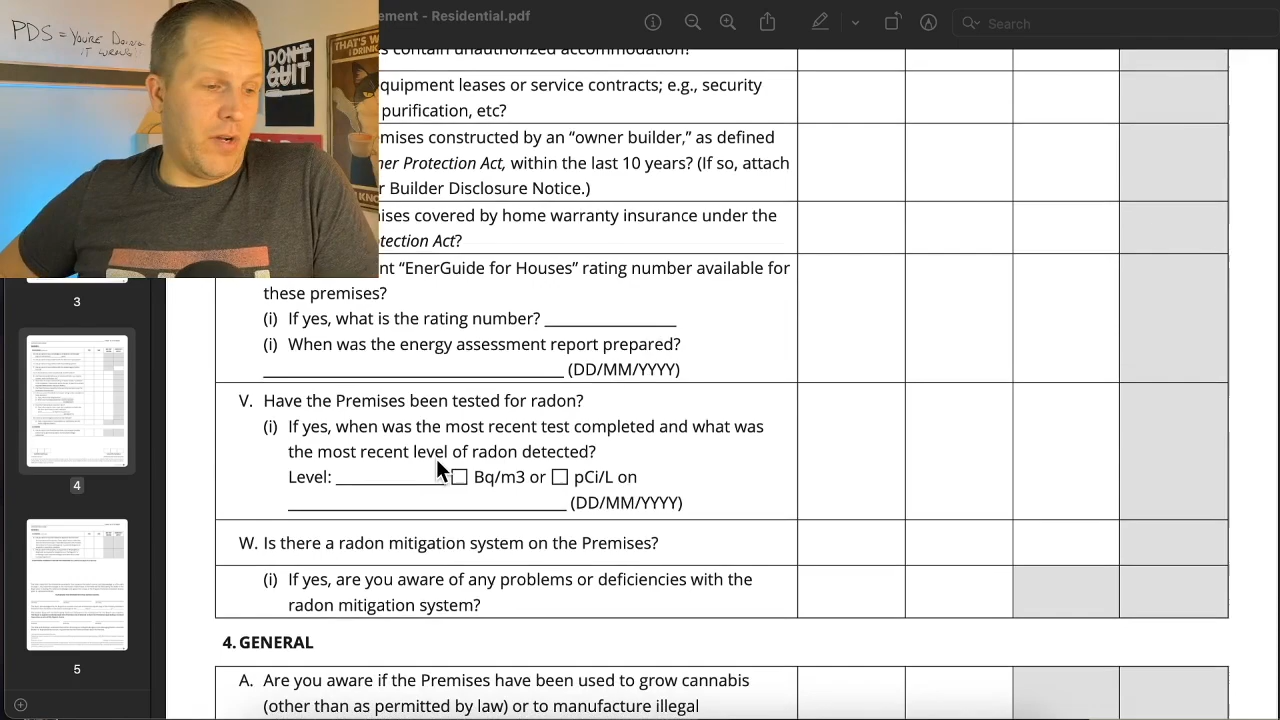 PDS = YOU'RE DOING
IT WRONG!!
DON'T
QUIT
THAT'S W
I DRINK
KNO
ement - Residential.pdf
Search
s contain unauthorized accommodation?
quipment leases or service contracts; e.g., security
purification, etc?
mises constructed by an “owner builder,” as defined
ner Protection Act, within the last 10 years? (If so, attach
r Builder Disclosure Notice.)
ises covered by home warranty insurance under the
tection Act?
nt “EnerGuide for Houses” rating number available for
these premises?
(i) If yes, what is the rating number? ________________
(i) When was the energy assessment report prepared?
___________________________________ (DD/MM/YYYY)
V. Have the Premises been tested for radon?
(i) If yes, when was the most recent test completed and what was
the most recent level of radon detected?
Level: _____________ ☐ Bq/m3 or ☐ pCi/L on
________________________________ (DD/MM/YYYY)
W. Is there a radon mitigation system on the Premises?
(i) If yes, are you aware of any problems or deficiencies with the
radon mitigation system?
4. GENERAL
A. Are you aware if the Premises have been used to grow cannabis
(other than as permitted by law) or to manufacture illegal
3
4
5